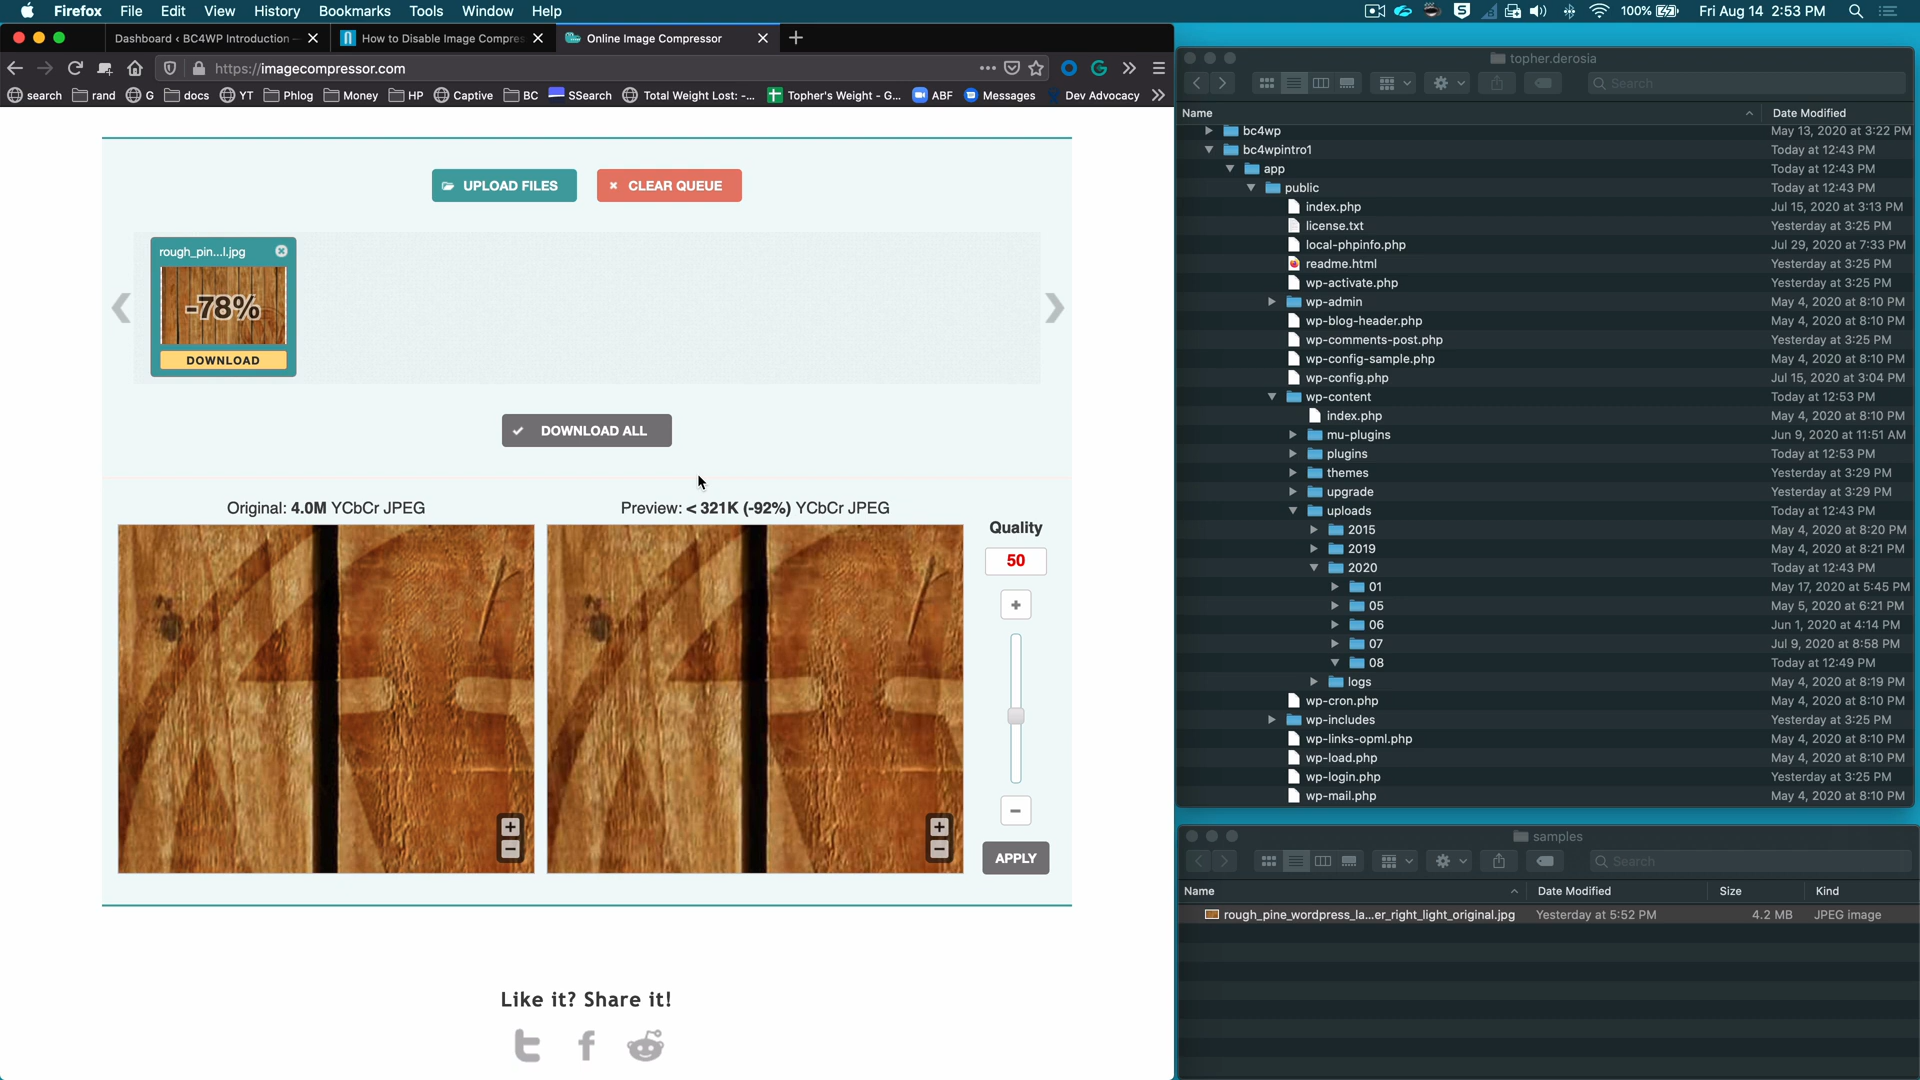 Firefox File Edit View History Bookmarks Tools Window Help 100% Fri Aug 14 2:53 PM
Dashboard ‹ BC4WP Introduction — How to Disable Image Compres Online Image Compressor
https://imagecompressor.com
search rand G docs YT Phlog Money HP Captive BC SSearch Total Weight Lost: -... Topher's Weight - G... ABF Messages Dev Advocacy
UPLOAD FILES CLEAR QUEUE
rough_pin...l.jpg
-78%
DOWNLOAD
DOWNLOAD ALL
Original: 4.0M YCbCr JPEG Preview: < 321K (-92%) YCbCr JPEG
Quality
50
+
−
APPLY
Like it? Share it!
topher.derosia
Search
Name Date Modified
bc4wp May 13, 2020 at 3:22 PM
bc4wpintro1 Today at 12:43 PM
app Today at 12:43 PM
public Today at 12:43 PM
index.php Jul 15, 2020 at 3:13 PM
license.txt Yesterday at 3:25 PM
local-phpinfo.php Jul 29, 2020 at 7:33 PM
readme.html Yesterday at 3:25 PM
wp-activate.php Yesterday at 3:25 PM
wp-admin May 4, 2020 at 8:10 PM
wp-blog-header.php May 4, 2020 at 8:10 PM
wp-comments-post.php Yesterday at 3:25 PM
wp-config-sample.php May 4, 2020 at 8:10 PM
wp-config.php Jul 15, 2020 at 3:04 PM
wp-content Today at 12:53 PM
index.php May 4, 2020 at 8:10 PM
mu-plugins Jun 9, 2020 at 11:51 AM
plugins Today at 12:53 PM
themes Yesterday at 3:29 PM
upgrade Yesterday at 3:29 PM
uploads Today at 12:43 PM
2015 May 4, 2020 at 8:20 PM
2019 May 4, 2020 at 8:21 PM
2020 Today at 12:43 PM
01 May 17, 2020 at 5:45 PM
05 May 5, 2020 at 6:21 PM
06 Jun 1, 2020 at 4:14 PM
07 Jul 9, 2020 at 8:58 PM
08 Today at 12:49 PM
logs May 4, 2020 at 8:19 PM
wp-cron.php May 4, 2020 at 8:10 PM
wp-includes Yesterday at 3:25 PM
wp-links-opml.php May 4, 2020 at 8:10 PM
wp-load.php May 4, 2020 at 8:10 PM
wp-login.php Yesterday at 3:25 PM
wp-mail.php May 4, 2020 at 8:10 PM
samples
Search
Name Date Modified Size Kind
rough_pine_wordpress_la...er_right_light_original.jpg Yesterday at 5:52 PM 4.2 MB JPEG image